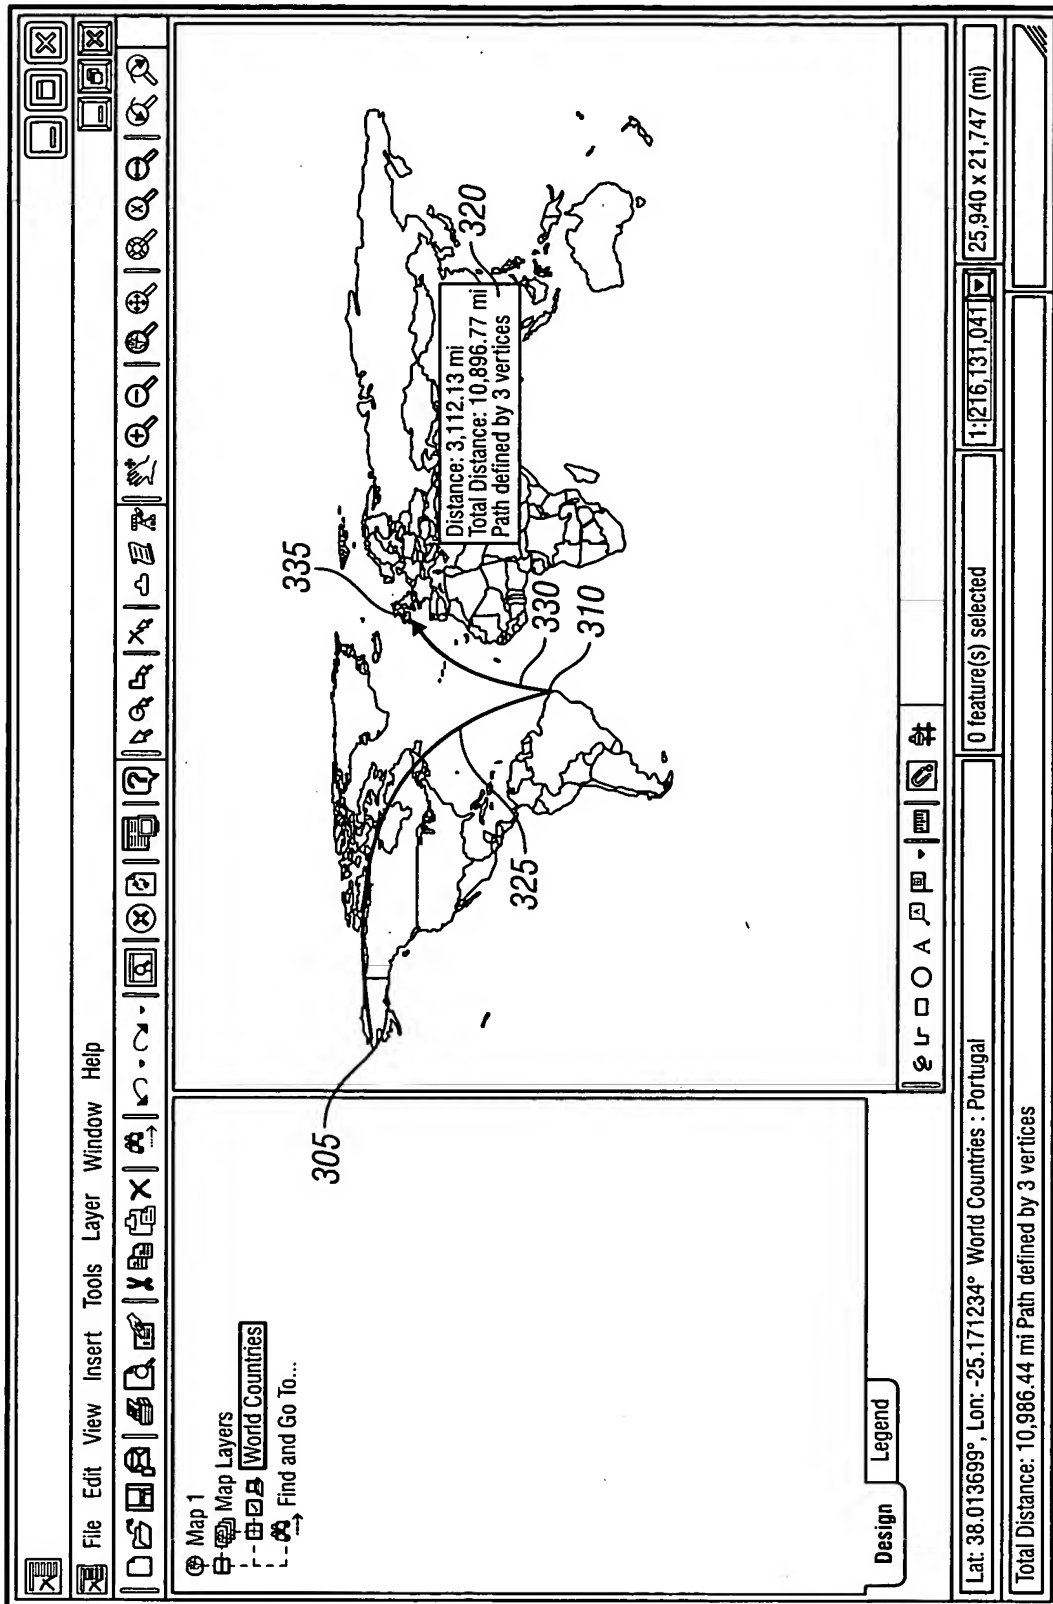 File Edit View Insert Tools Layer Window Help
Map 1
Map Layers
World Countries
Find and Go To...
Design
Legend
305
325
335
330
310
320
Distance: 3,112.13 mi
Total Distance: 10,896.77 mi
Path defined by 3 vertices
A
Lat: 38.013699°, Lon: -25.171234° World Countries : Portugal
0 feature(s) selected
1:216,131,041
25,940 x 21,747 (mi)
Total Distance: 10,986.44 mi Path defined by 3 vertices